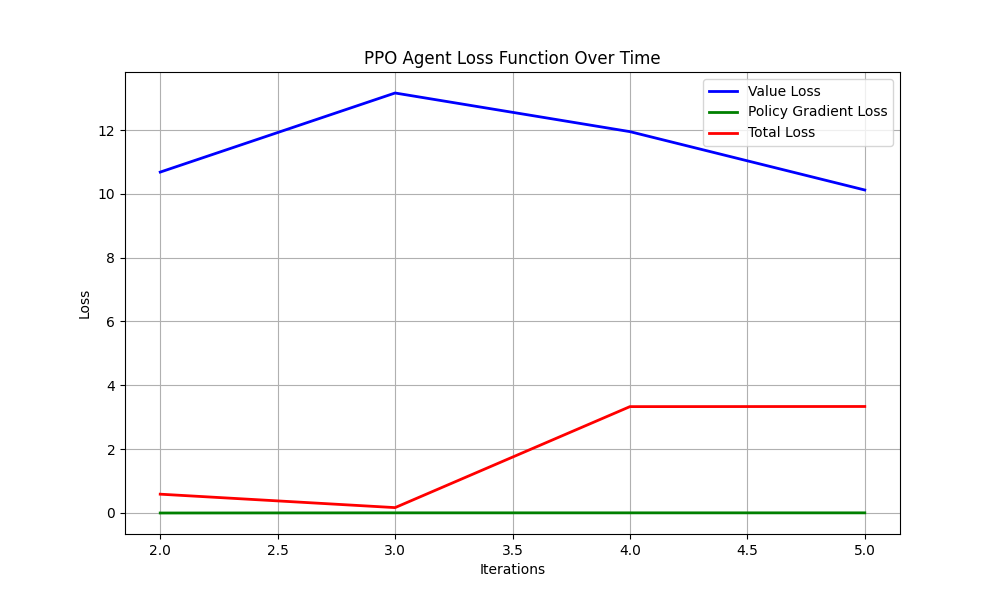 PPO Agent Loss Function Over Time
Value Loss
Policy Gradient Loss
Total Loss
Loss
12
10
8
6
4
2
0
2.0 2.5 3.0 3.5 4.0 4.5 5.0
Iterations